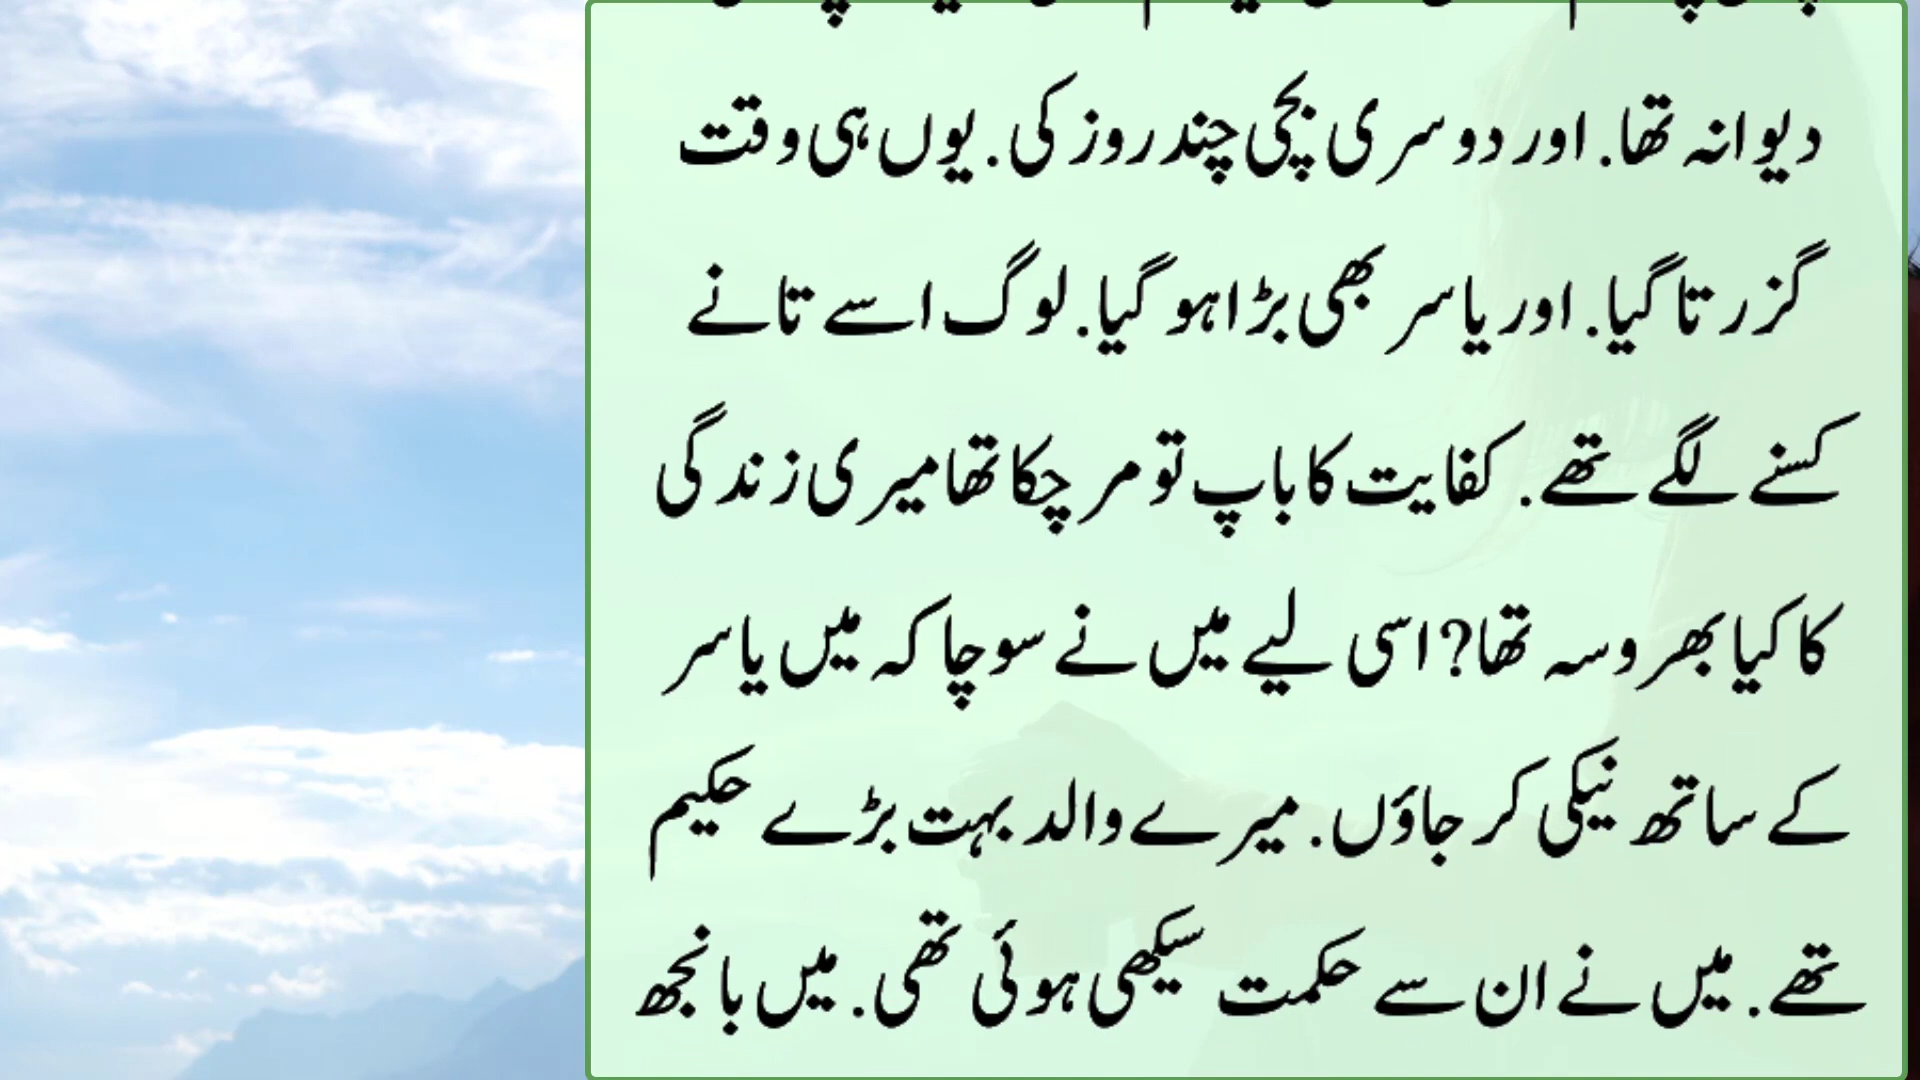 دیوانہ تھا. اور دوسری بچی چند روز کی. یوں ہی وقت
گزرتا گیا. اور یاسر بھی بڑا ہو گیا. لوگ اسے تانے
کسنے لگے تھے. کفایت کا باپ تو مر چکا تھا میری زندگی
کا کیا بھروسہ تھا? اسی لیے میں نے سوچا کہ میں یاسر
کے ساتھ نیکی کر جاؤں. میرے والد بہت بڑے حکیم
تھے. میں نے ان سے حکمت سیکھی ہوئی تھی. میں بانجھ